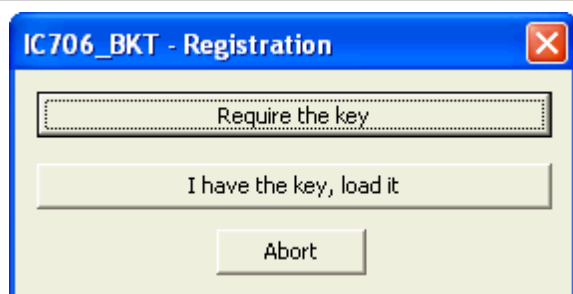 IC706_BKT - Registration
Require the key
I have the key, load it
Abort